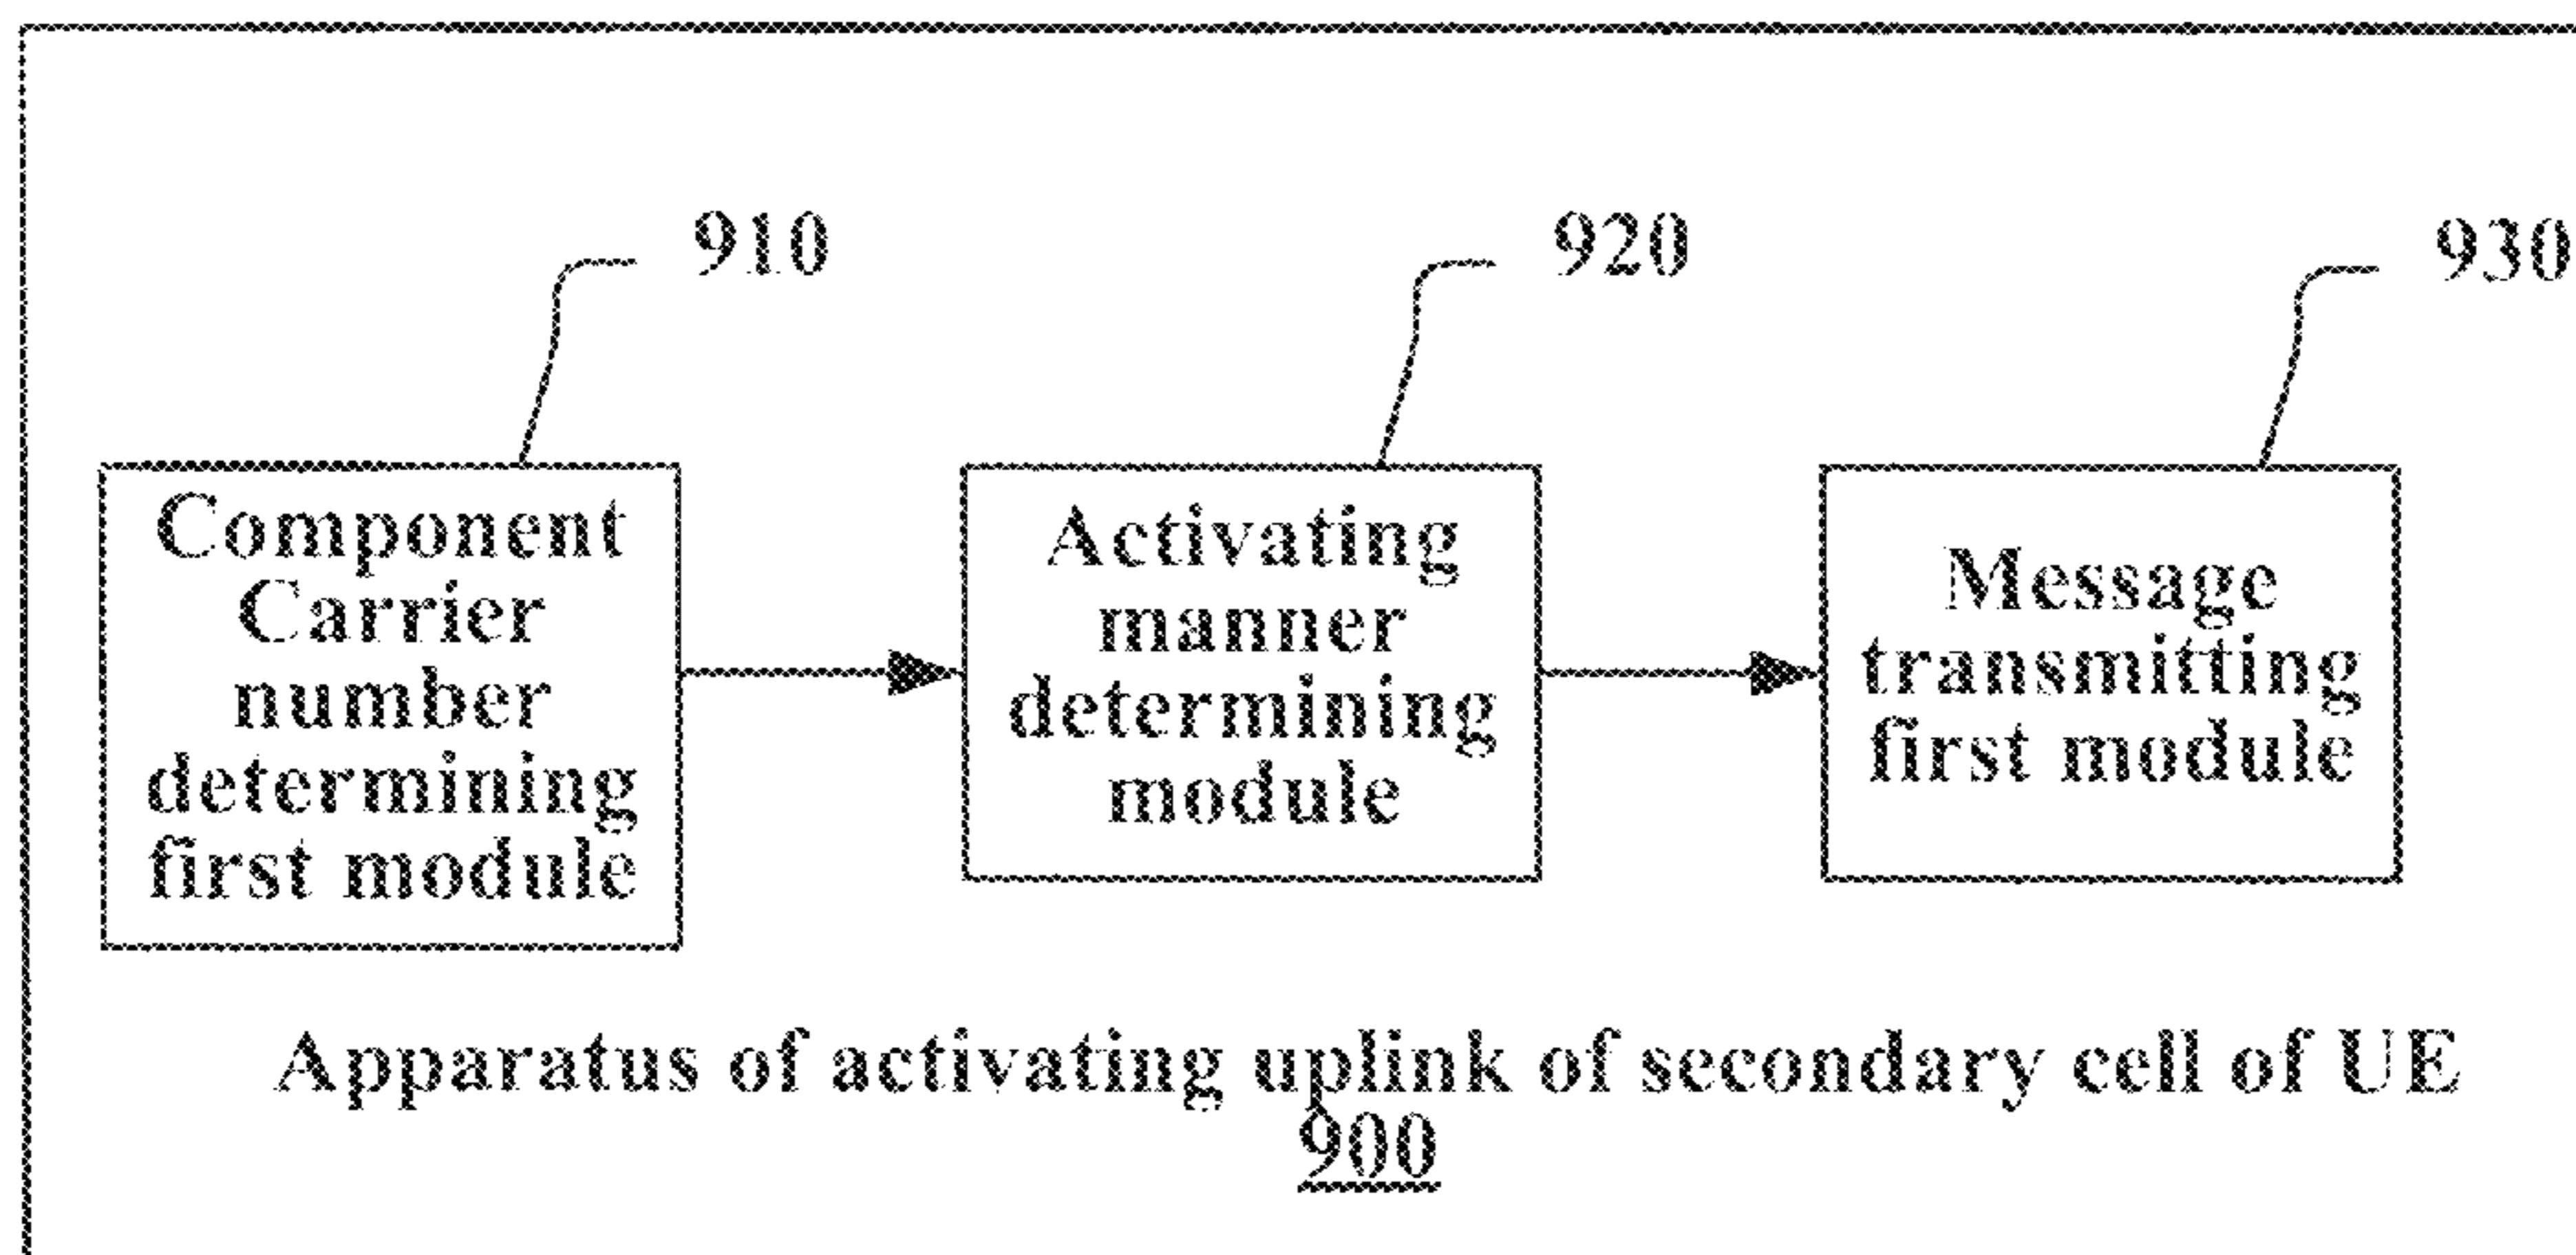 910
920
930
Component
Carrier
number
determining
first module
Activating
manner
determining
module
Message
transmitting
first module
Apparatus of activating uplink of secondary cell of UE
900